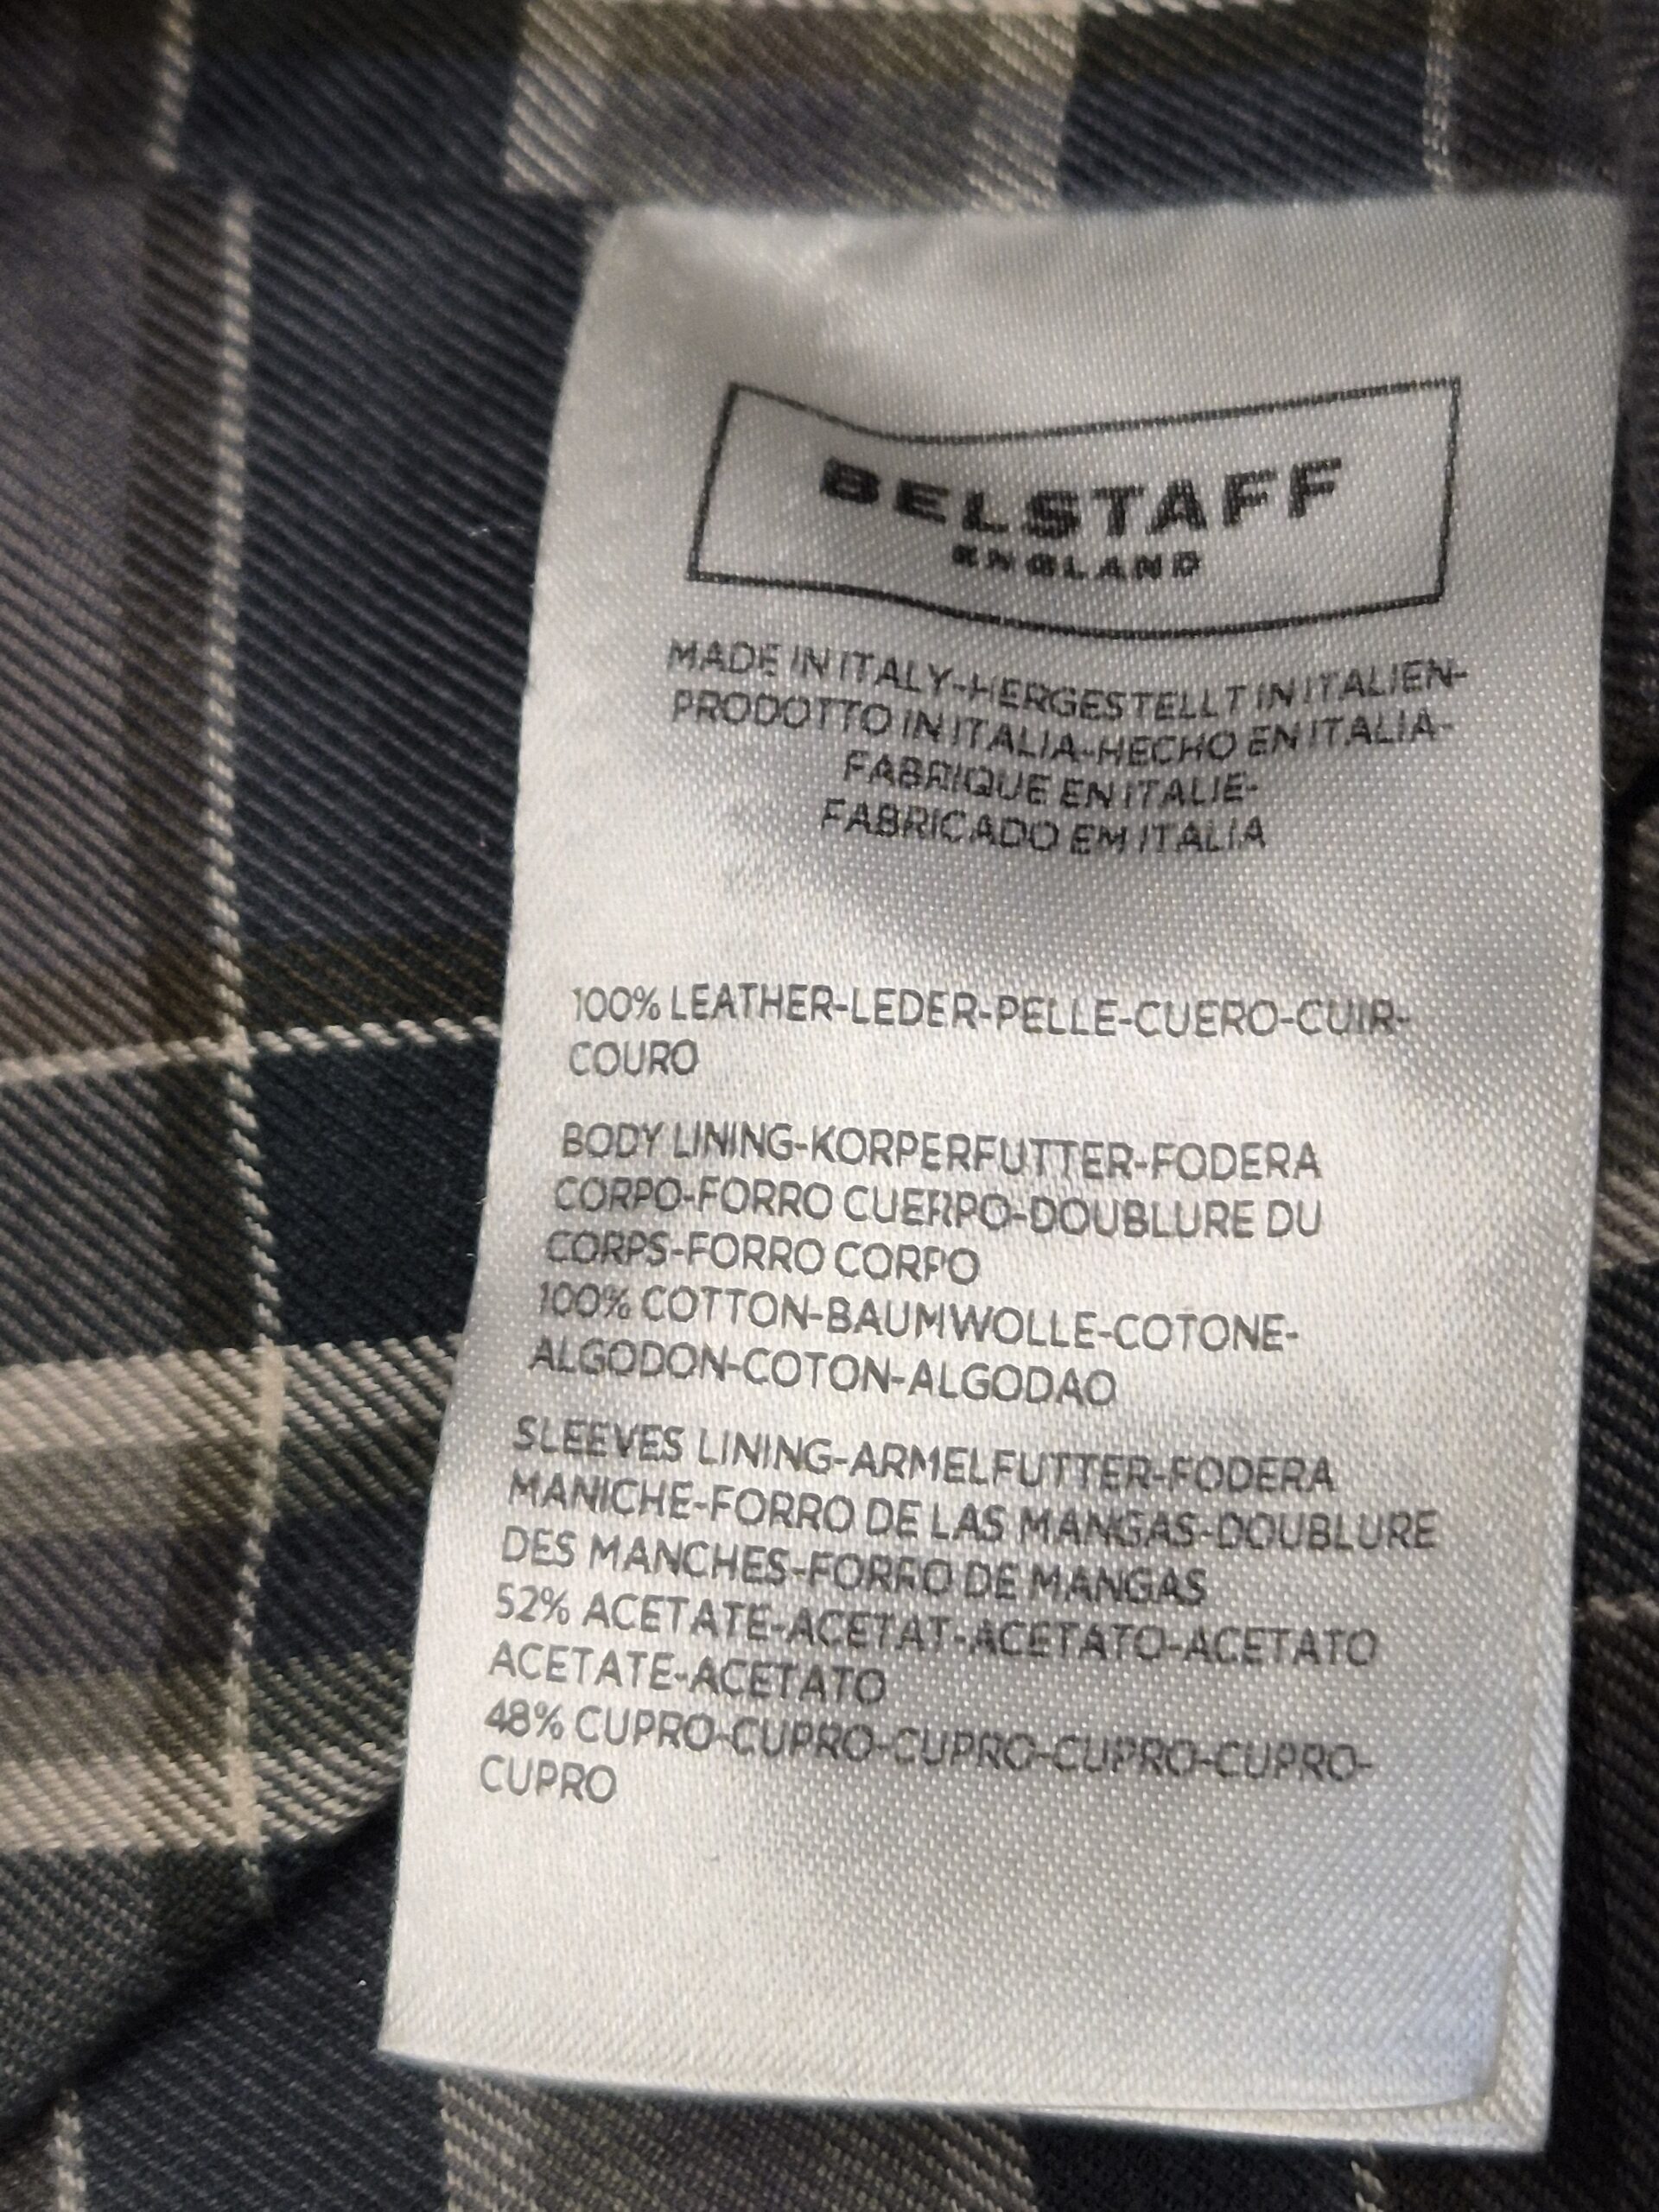 BELSTAFF
ENGLAND
MADE IN ITALY-HERGESTELLT IN ITALIEN-
PRODOTTO IN ITALIA-HECHO EN ITALIA-
FABRIQUE EN ITALIE-
FABRICADO EM ITALIA
100% LEATHER-LEDER-PELLE-CUERO-CUIR-
COURO
BODY LINING-KORPERFUTTER-FODERA
CORPO-FORRO CUERPO-DOUBLURE DU
CORPS-FORRO CORPO
100% COTTON-BAUMWOLLE-COTONE-
ALGODON-COTON-ALGODAO
SLEEVES LINING-ARMELFUTTER-FODERA
MANICHE-FORRO DE LAS MANGAS-DOUBLURE
DES MANCHES-FORRO DE MANGAS
52% ACETATE-ACETAT-ACETATO-ACETATO
ACETATE-ACETATO
48% CUPRO-CUPRO-CUPRO-CUPRO-CUPRO-
CUPRO